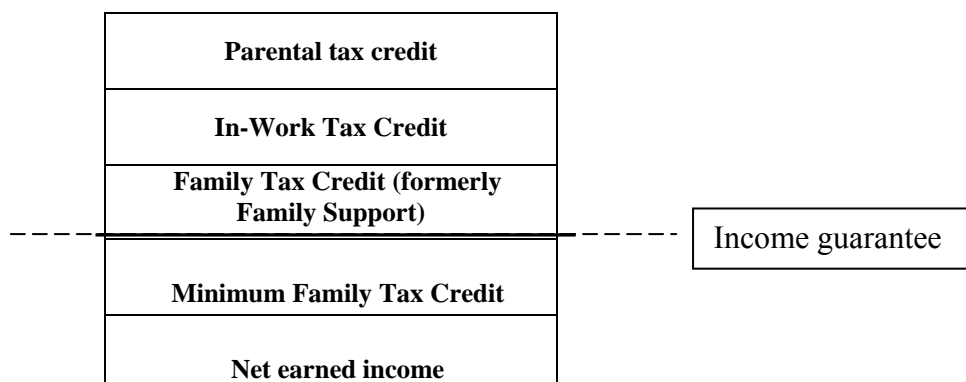 Parental tax credit
In-Work Tax Credit
Family Tax Credit (formerly
Family Support)
Income guarantee
Minimum Family Tax Credit
Net earned income